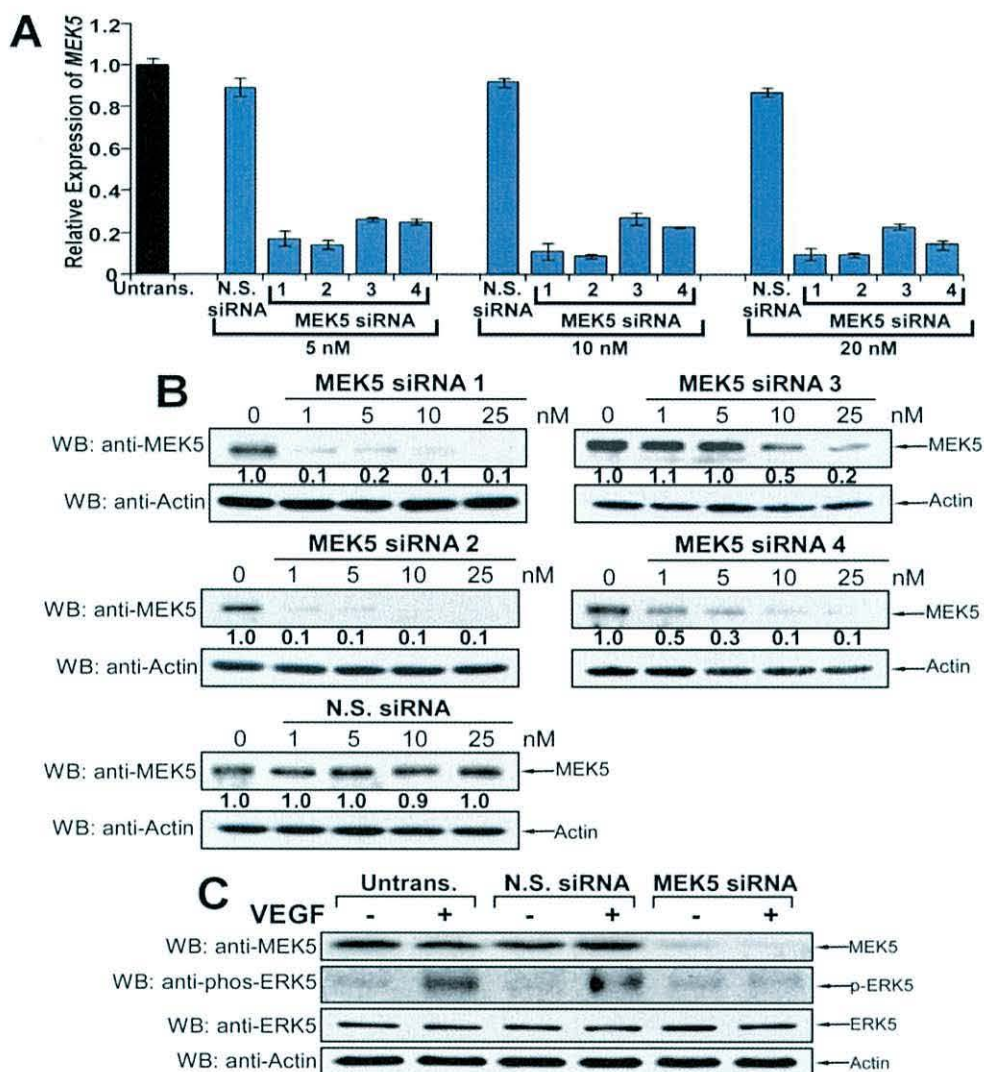 A
Relative Expression of MEK5
1.2
1.0
0.8
0.6
0.4
0.2
0
Untrans.
N.S. siRNA 1 2 3 4
MEK5 siRNA
5 nM
N.S. siRNA 1 2 3 4
MEK5 siRNA
10 nM
N.S. siRNA 1 2 3 4
MEK5 siRNA
20 nM
B
MEK5 siRNA 1
0 1 5 10 25 nM
WB: anti-MEK5
1.0 0.1 0.2 0.1 0.1
WB: anti-Actin
MEK5 siRNA 3
0 1 5 10 25
MEK5
1.0 1.1 1.0 0.5 0.2
Actin
MEK5 siRNA 2
0 1 5 10 25 nM
WB: anti-MEK5
1.0 0.1 0.1 0.1 0.1
WB: anti-Actin
MEK5 siRNA 4
0 1 5 10 25
MEK5
1.0 0.5 0.3 0.1 0.1
Actin
N.S. siRNA
0 1 5 10 25 nM
WB: anti-MEK5 MEK5
1.0 1.0 1.0 0.9 1.0
WB: anti-Actin Actin
C
Untrans. N.S. siRNA MEK5 siRNA
VEGF - + - + - +
WB: anti-MEK5 MEK5
WB: anti-phos-ERK5 p-ERK5
WB: anti-ERK5 ERK5
WB: anti-Actin Actin